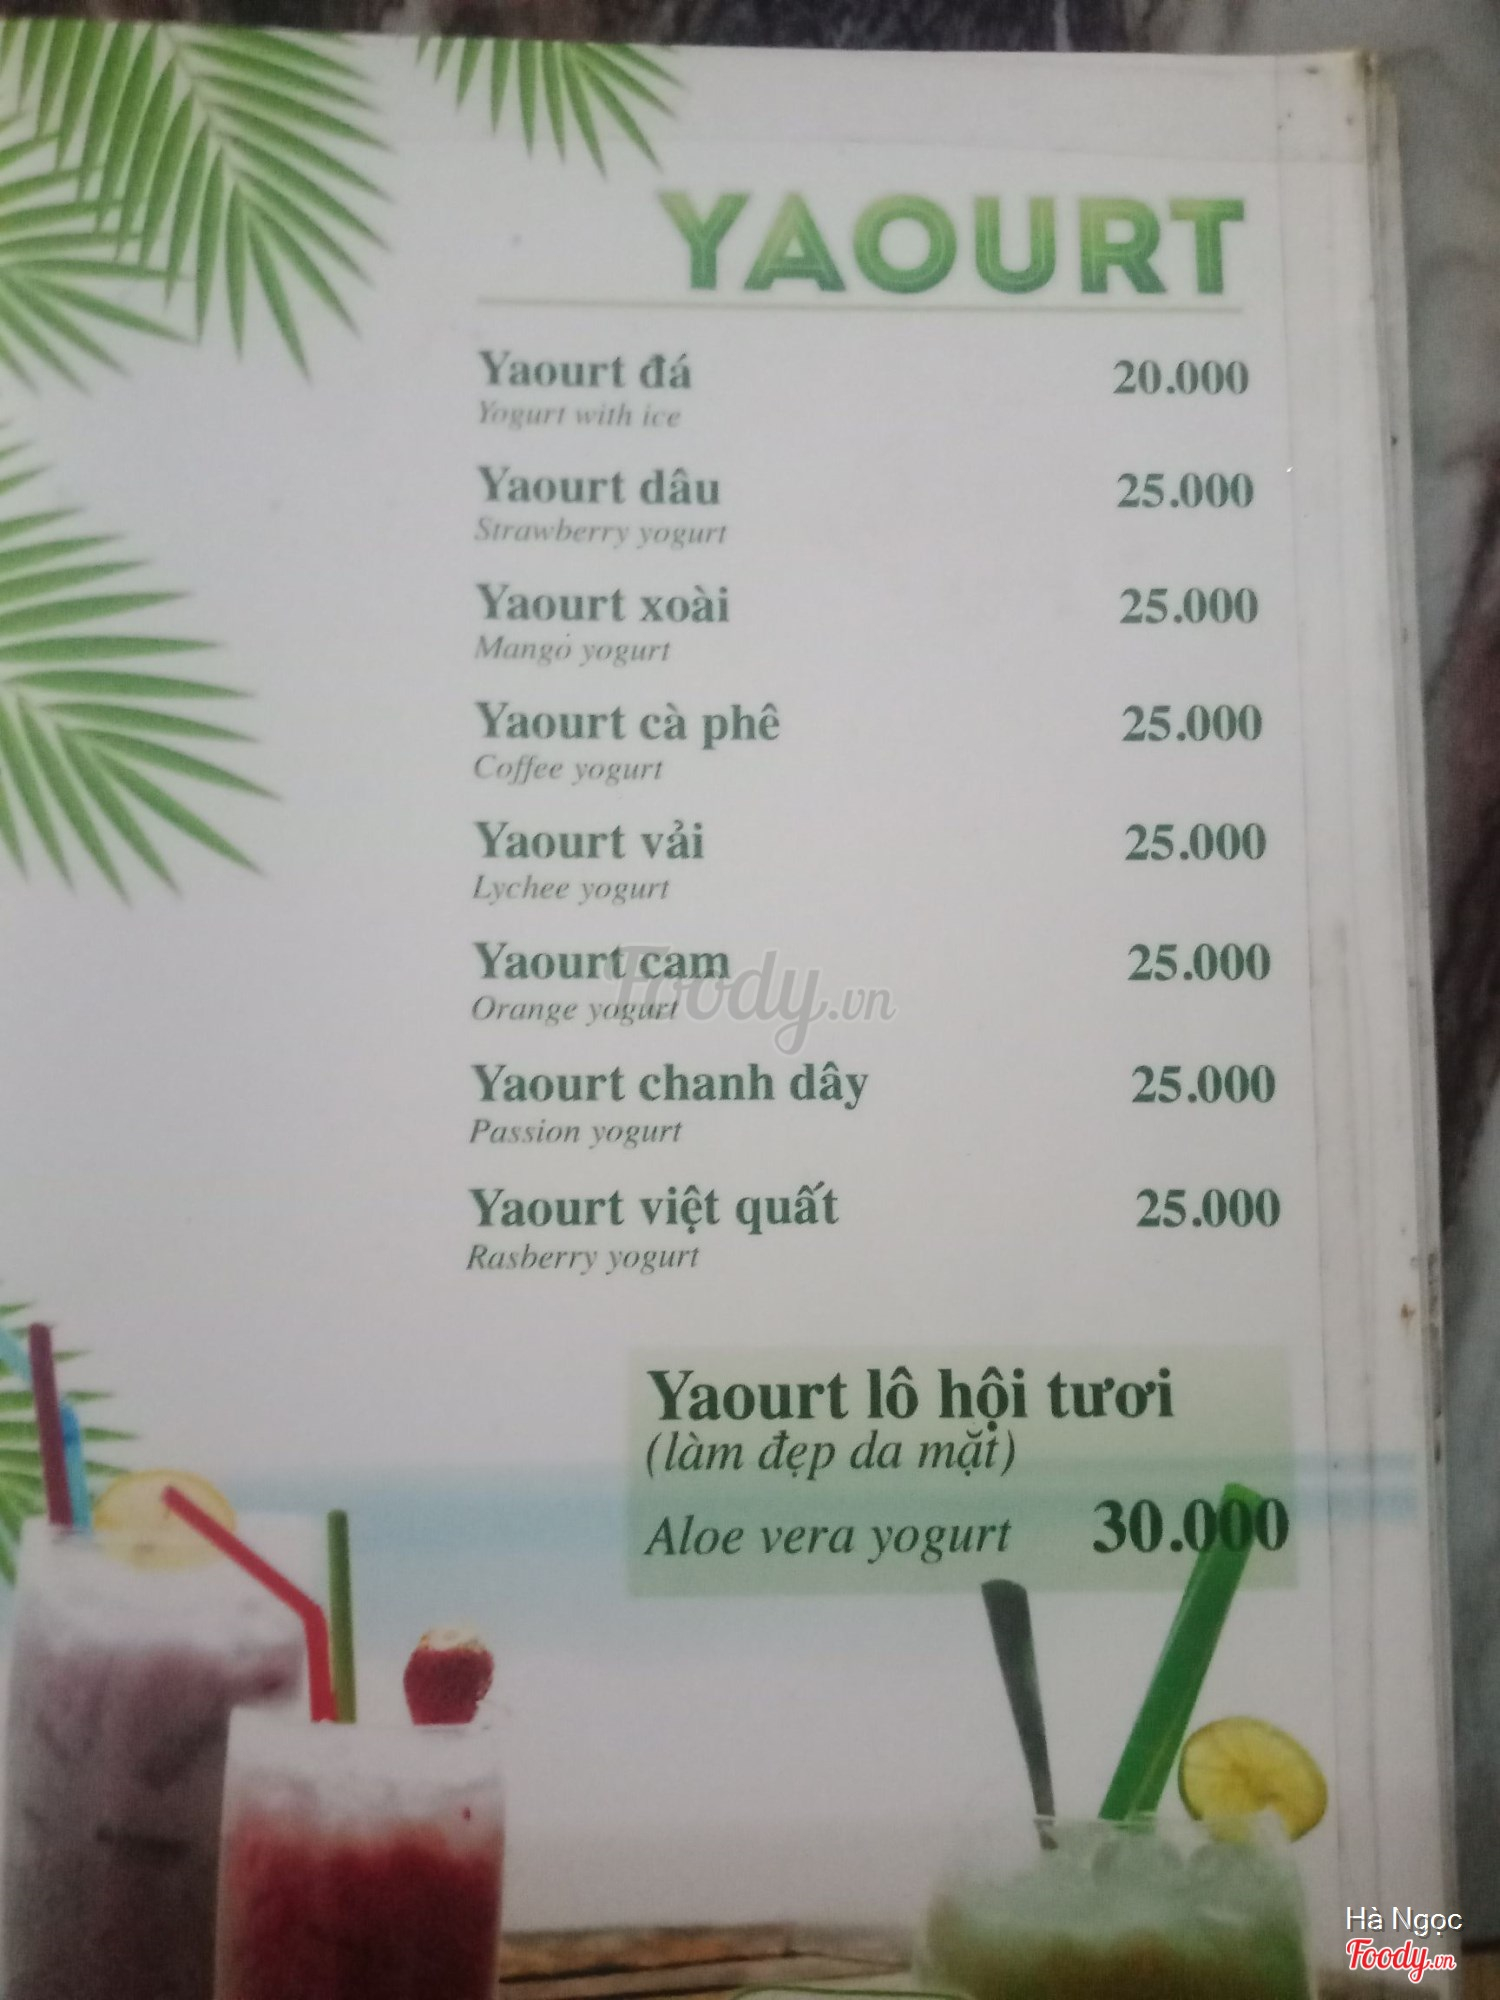 YAOURT
Yaourt đá 20.000
Yogurt with ice
Yaourt dâu 25.000
Strawberry yogurt
Yaourt xoài 25.000
Mango yogurt
Yaourt cà phê 25.000
Coffee yogurt
Yaourt vải 25.000
Lychee yogurt
Yaourt cam 25.000
Orange yogurt
Foody.vn
Yaourt chanh dây 25.000
Passion yogurt
Yaourt việt quất 25.000
Rasberry yogurt
Yaourt lô hội tươi
(làm đẹp da mặt)
Aloe vera yogurt 30.000
Hà Ngọc
Foody.vn